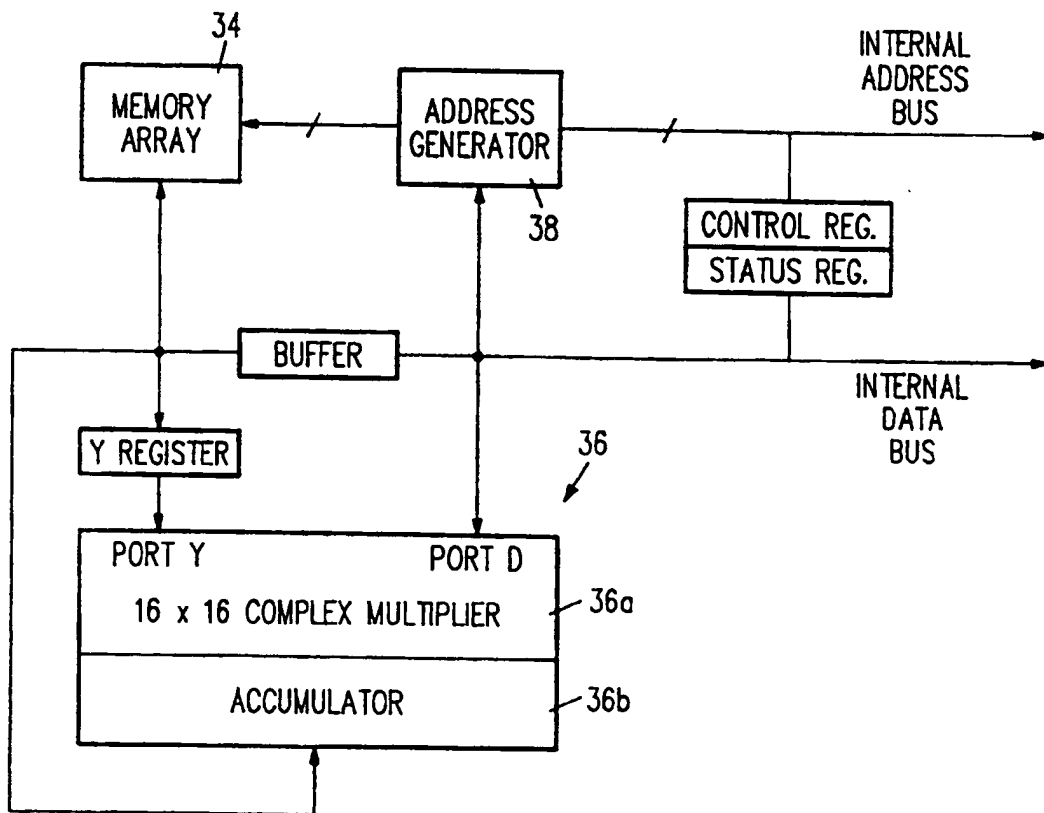 34
MEMORY
ARRAY
ADDRESS
GENERATOR
38
INTERNAL
ADDRESS
BUS
CONTROL REG.
STATUS REG.
BUFFER
INTERNAL
DATA
BUS
Y REGISTER
36
PORT Y
PORT D
16 x 16 COMPLEX MULTIPLIER
36a
ACCUMULATOR
36b